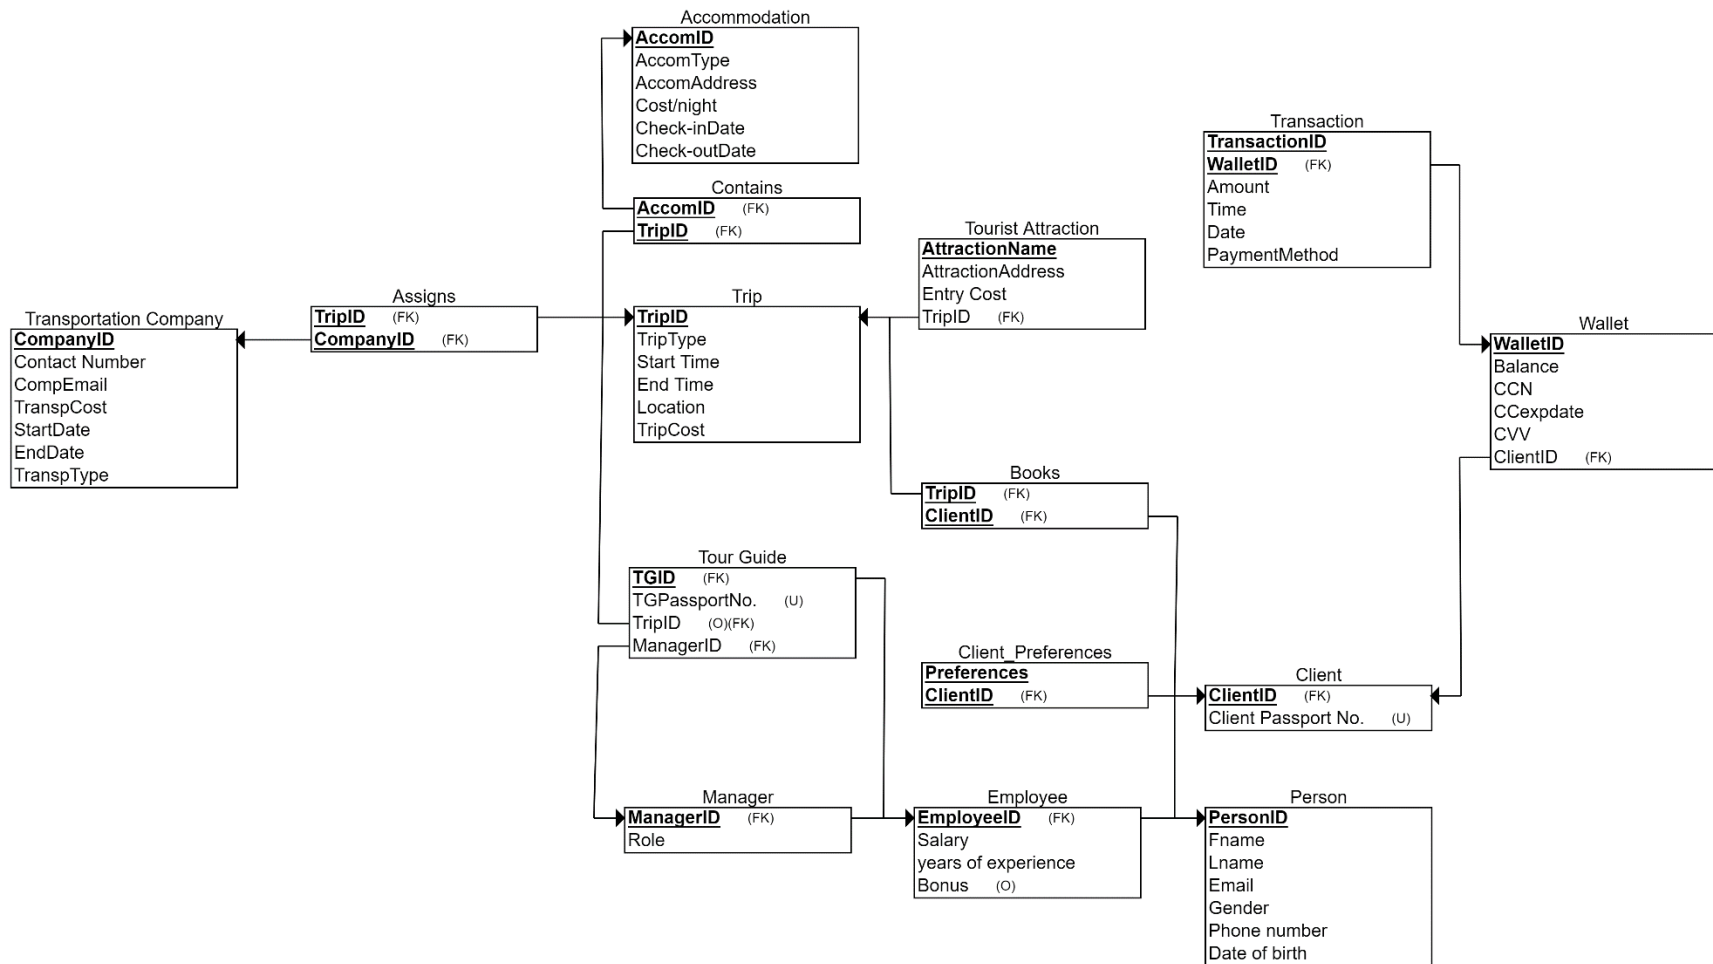 Accommodation
AccomID
AccomType
AccomAddress
Cost/night
Check-inDate
Check-outDate
Transaction
TransactionID
WalletID (FK)
Amount
Time
Date
PaymentMethod
Contains
AccomID (FK)
TripID (FK)
Tourist Attraction
AttractionName
AttractionAddress
Entry Cost
TripID (FK)
Assigns
TripID (FK)
CompanyID (FK)
Trip
TripID
TripType
Start Time
End Time
Location
TripCost
Transportation Company
CompanyID
Contact Number
CompEmail
TranspCost
StartDate
EndDate
TranspType
Wallet
WalletID
Balance
CCN
CCexpdate
CVV
ClientID (FK)
Books
TripID (FK)
ClientID (FK)
Tour Guide
TGID (FK)
TGPassportNo. (U)
TripID (O)(FK)
ManagerID (FK)
Client_Preferences
Preferences
ClientID (FK)
Client
ClientID (FK)
Client Passport No. (U)
Manager
ManagerID (FK)
Role
Employee
EmployeeID (FK)
Salary
years of experience
Bonus (O)
Person
PersonID
Fname
Lname
Email
Gender
Phone number
Date of birth